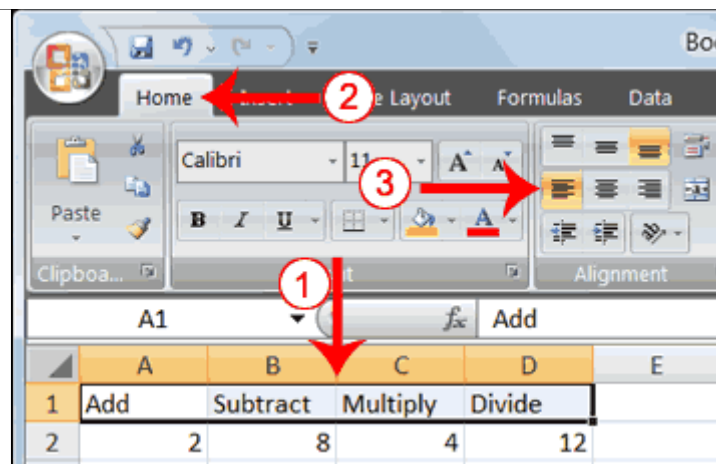 Boo
Home 2 e Layout Formulas Data
Calibri 11 A A
3
Paste B I U A
Clipboa... Alignment
1
A1 fx Add
A B C D E
1 Add Subtract Multiply Divide
2 2 8 4 12